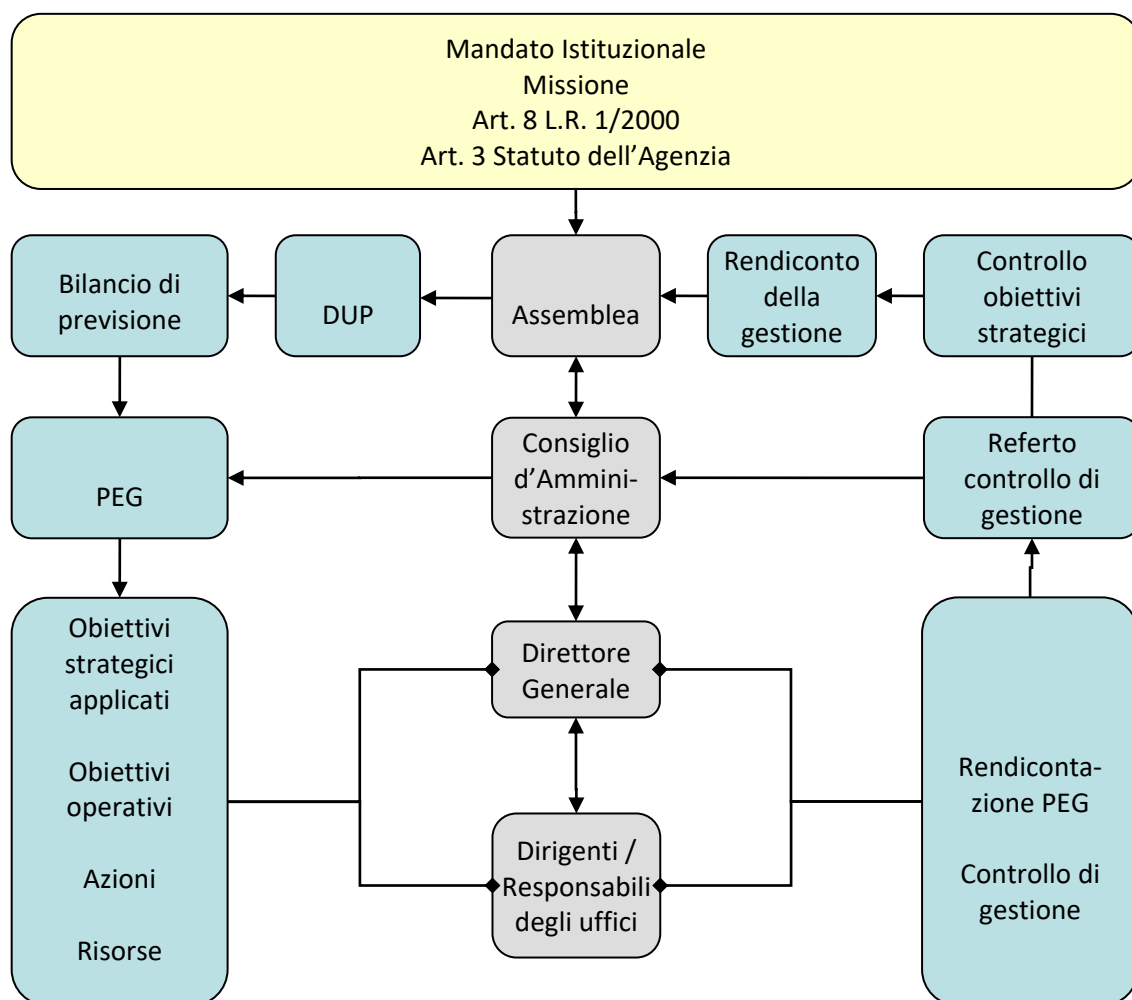 Mandato Istituzionale
Missione
Art. 8 L.R. 1/2000
Art. 3 Statuto dell’Agenzia
Bilancio di
previsione
DUP
Assemblea
Rendiconto
della
gestione
Controllo
obiettivi
strategici
PEG
Consiglio
d’Ammini-
strazione
Referto
controllo di
gestione
Obiettivi
strategici
applicati
Obiettivi
operativi
Azioni
Risorse
Direttore
Generale
Dirigenti /
Responsabili
degli uffici
Rendiconta-
zione PEG
Controllo di
gestione